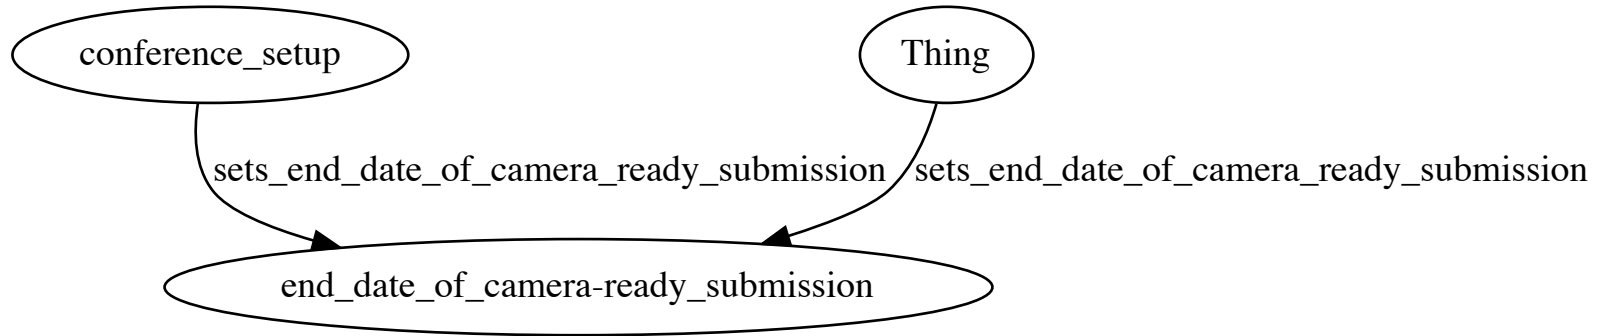 conference_setup
Thing
sets_end_date_of_camera_ready_submission
sets_end_date_of_camera_ready_submission
end_date_of_camera-ready_submission